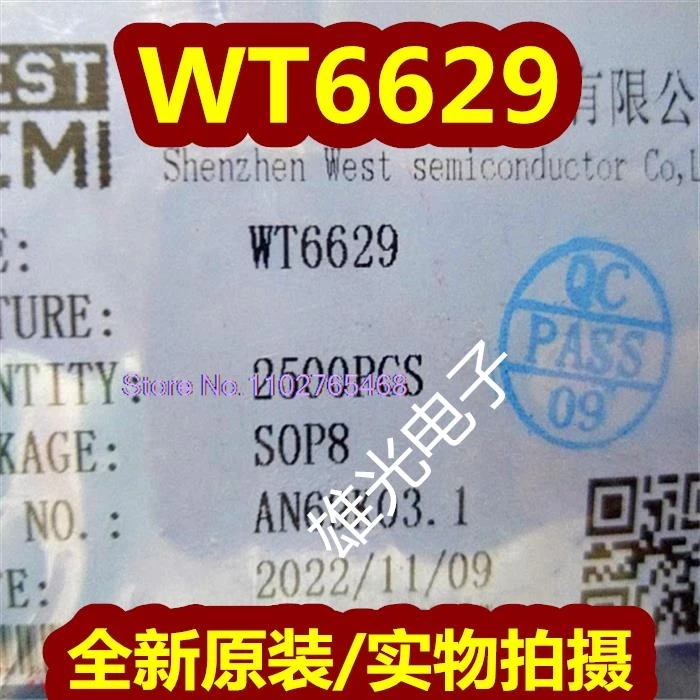 WT6629
EST
EMI
有限公
Shenzhen West semiconductor Co,L
E: WT6629
TURE:
NTITY: 2500PCS
Store No. 1102765468
KAGE: SOP8
NO.: 03.1
TE: 2022/11/09
QC
PASS
09
雄光电子
全新原装/实物拍摄